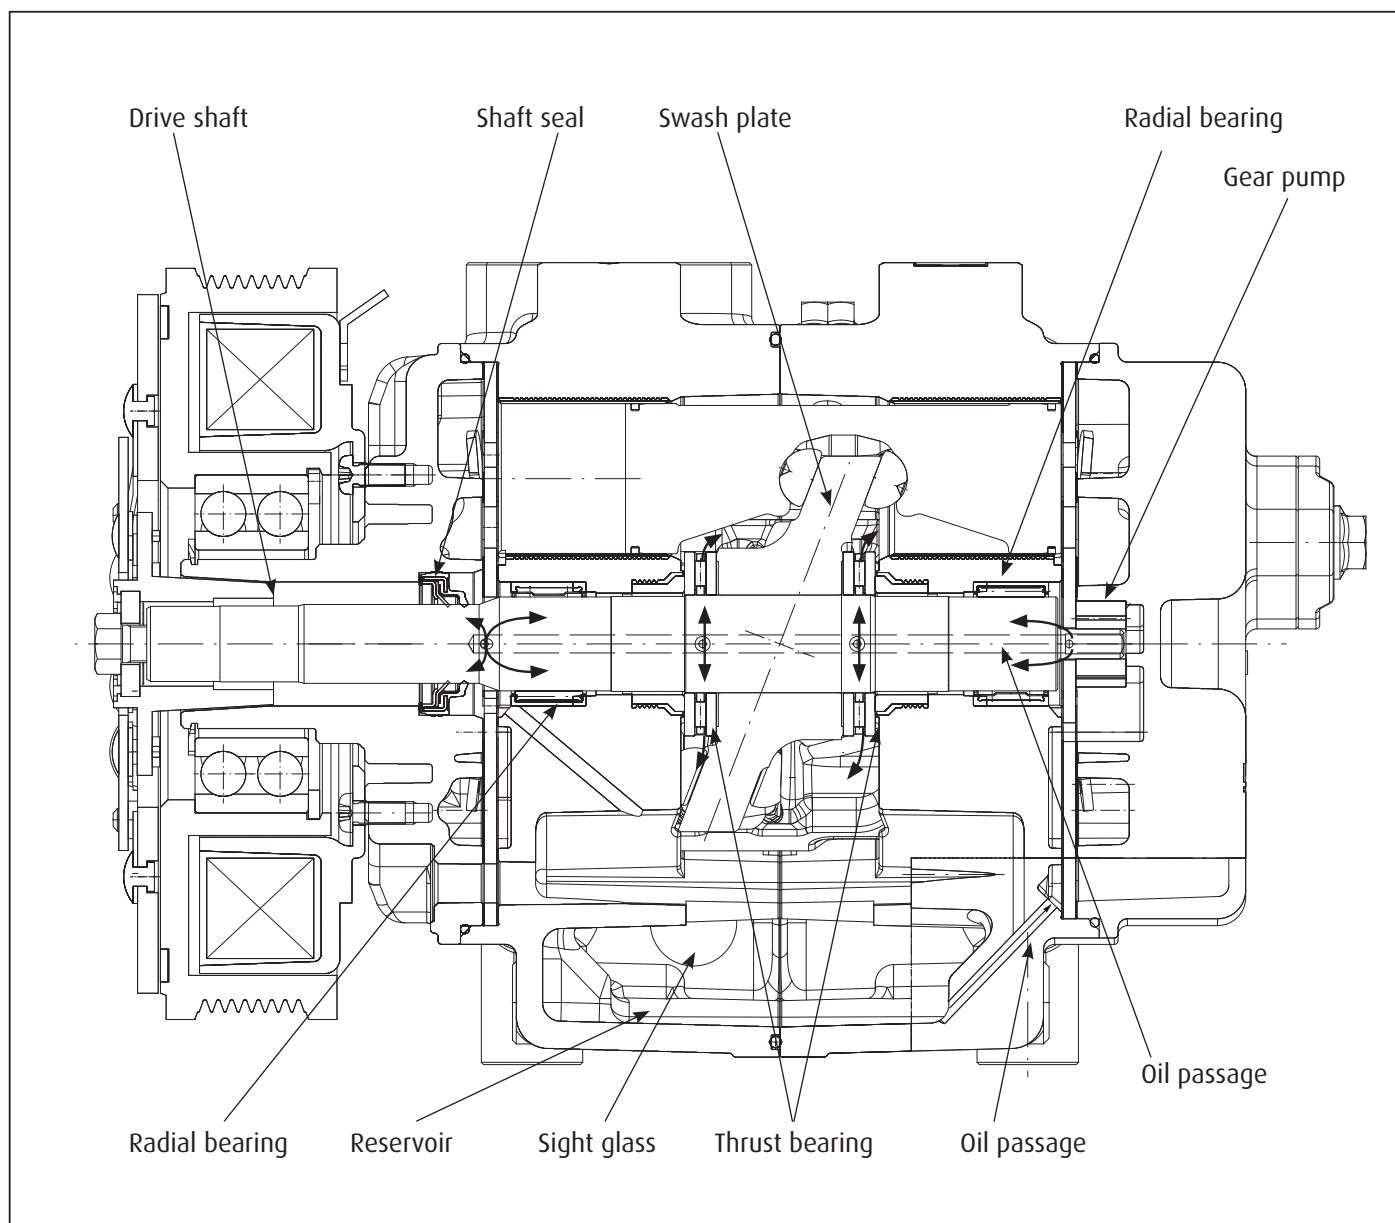 Drive shaft
Shaft seal
Swash plate
Radial bearing
Gear pump
Oil passage
Radial bearing
Reservoir
Sight glass
Thrust bearing
Oil passage